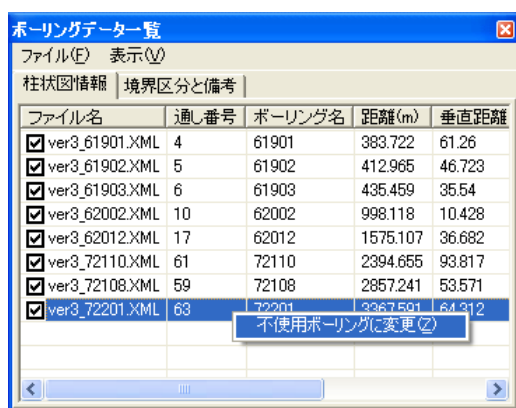 ボーリングデータ一覧
ファイル(F) 表示(V)
柱状図情報 境界区分と備考
ファイル名 通し番号 ボーリング名 距離(m) 垂直距離
ver3_61901.XML 4 61901 383.722 61.26
ver3_61902.XML 5 61902 412.965 46.723
ver3_61903.XML 6 61903 435.459 35.54
ver3_62002.XML 10 62002 998.118 10.428
ver3_62012.XML 17 62012 1575.107 36.682
ver3_72110.XML 61 72110 2394.655 93.817
ver3_72108.XML 59 72108 2857.241 53.571
ver3_72201.XML 63 72201 3367.591 64.312
不使用ボーリングに変更(Z)